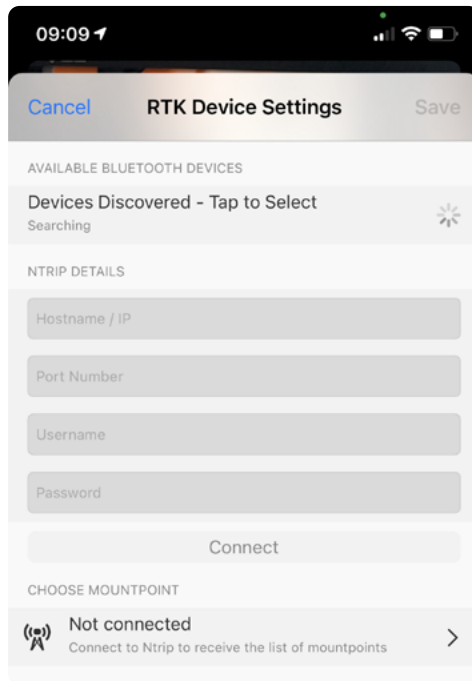 09:09
Cancel RTK Device Settings Save
AVAILABLE BLUETOOTH DEVICES
Devices Discovered - Tap to Select
Searching
NTRIP DETAILS
Hostname / IP
Port Number
Username
Password
Connect
CHOOSE MOUNTPOINT
Not connected
Connect to Ntrip to receive the list of mountpoints